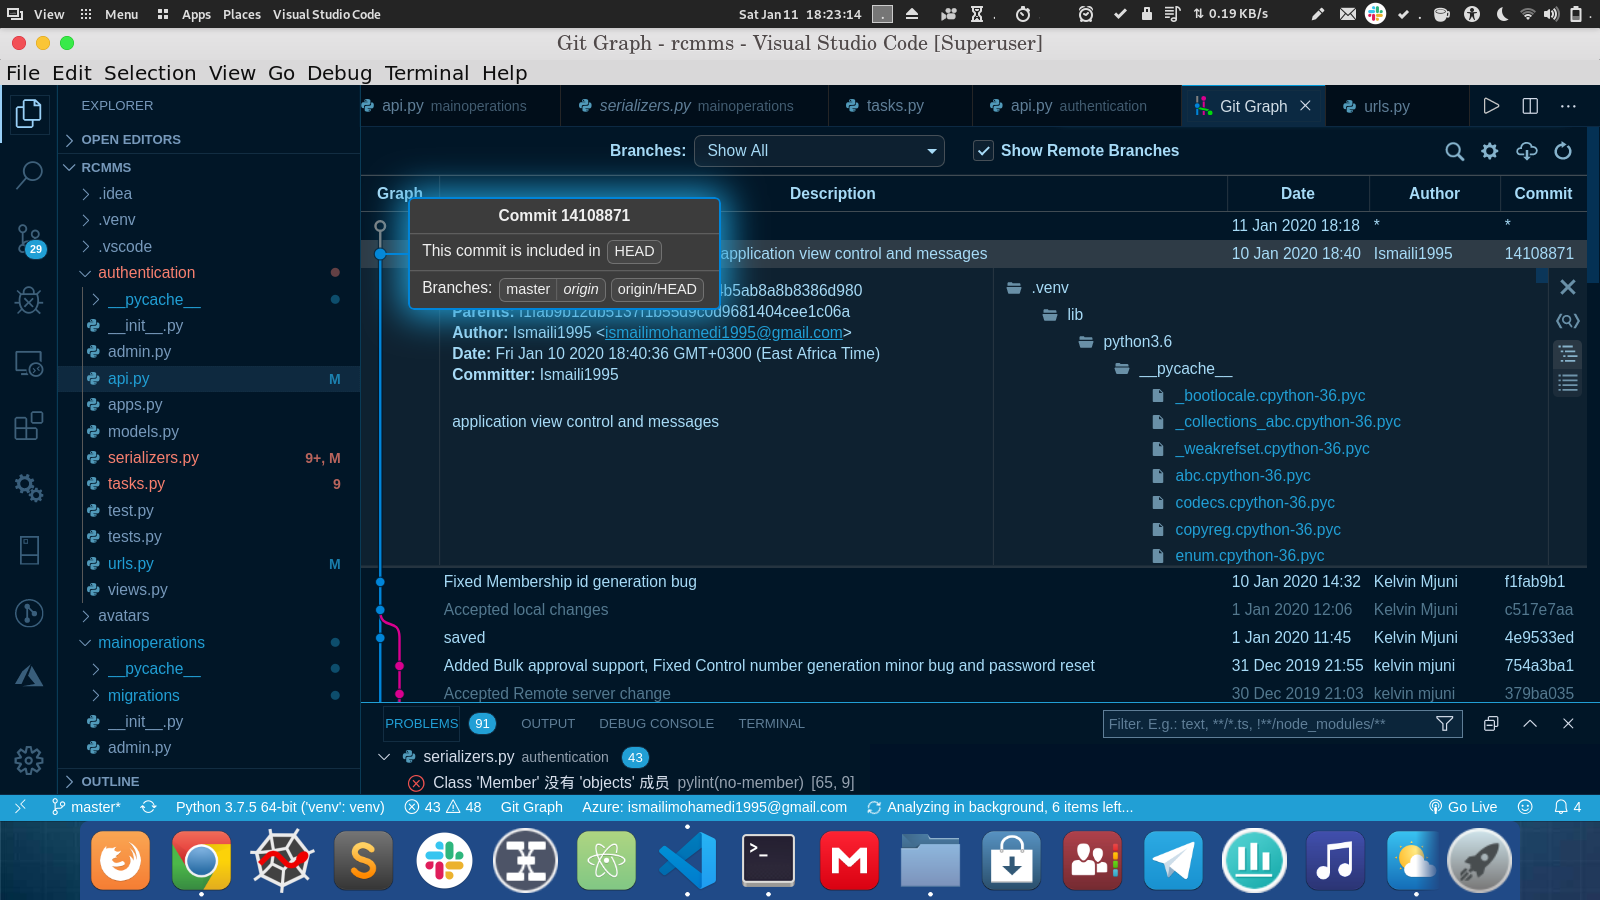 View Menu Apps Places Visual Studio Code Sat Jan 11 18:23:14 0.19 KB/s
Git Graph - rcmms - Visual Studio Code [Superuser]
File Edit Selection View Go Debug Terminal Help
EXPLORER
api.py mainoperations
serializers.py mainoperations
tasks.py
api.py authentication
Git Graph
urls.py
OPEN EDITORS
RCMMS
.idea
.venv
.vscode
authentication
__pycache__
__init__.py
admin.py
api.py M
apps.py
models.py
serializers.py 9+, M
tasks.py 9
test.py
tests.py
urls.py M
views.py
avatars
mainoperations
__pycache__
migrations
__init__.py
admin.py
OUTLINE
29
Branches: Show All Show Remote Branches
Graph Description Date Author Commit
11 Jan 2020 18:18 * *
application view control and messages 10 Jan 2020 18:40 Ismaili1995 14108871
Commit 14108871
This commit is included in HEAD
Branches: master origin origin/HEAD
4b5ab8a8b8386d980
Parents: f1fab9b12db5137f1b55d9c0d9681404cee1c06a
Author: Ismaili1995 <ismailimohamedi1995@gmail.com>
Date: Fri Jan 10 2020 18:40:36 GMT+0300 (East Africa Time)
Committer: Ismaili1995
application view control and messages
.venv
lib
python3.6
__pycache__
_bootlocale.cpython-36.pyc
_collections_abc.cpython-36.pyc
_weakrefset.cpython-36.pyc
abc.cpython-36.pyc
codecs.cpython-36.pyc
copyreg.cpython-36.pyc
enum.cpython-36.pyc
Fixed Membership id generation bug 10 Jan 2020 14:32 Kelvin Mjuni f1fab9b1
Accepted local changes 1 Jan 2020 12:06 Kelvin Mjuni c517e7aa
saved 1 Jan 2020 11:45 Kelvin Mjuni 4e9533ed
Added Bulk approval support, Fixed Control number generation minor bug and password reset 31 Dec 2019 21:55 kelvin mjuni 754a3ba1
Accepted Remote server change 30 Dec 2019 21:03 kelvin mjuni 379ba035
PROBLEMS 91 OUTPUT DEBUG CONSOLE TERMINAL Filter. E.g.: text, **/*.ts, !**/node_modules/**
serializers.py authentication 43
Class 'Member' 没有 'objects' 成员 pylint(no-member) [65, 9]
master* Python 3.7.5 64-bit ('venv': venv) 43 48 Git Graph Azure: ismailimohamedi1995@gmail.com Analyzing in background, 6 items left... Go Live 4